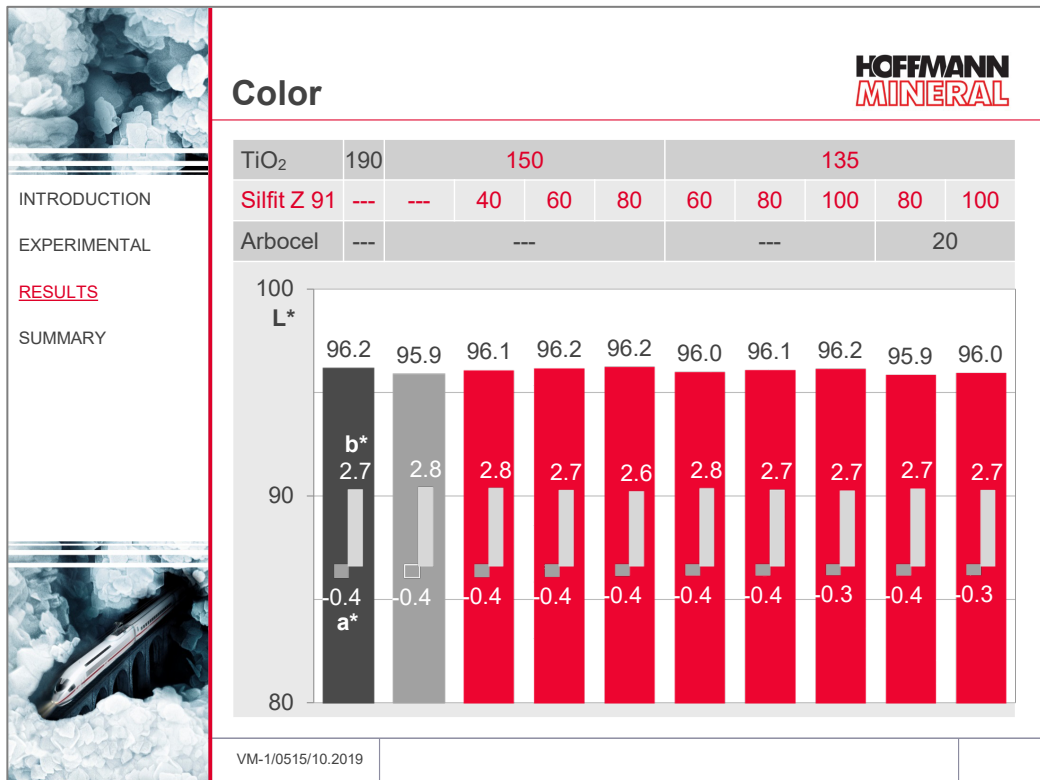 Color
HOFFMANN
MINERAL
INTRODUCTION
EXPERIMENTAL
RESULTS
SUMMARY
TiO₂ 190 150 135
Silfit Z 91 --- --- 40 60 80 60 80 100 80 100
Arbocel --- --- --- 20
100
L*
96.2 95.9 96.1 96.2 96.2 96.0 96.1 96.2 95.9 96.0
b*
2.7 2.8 2.8 2.7 2.6 2.8 2.7 2.7 2.7 2.7
90
-0.4 -0.4 -0.4 -0.4 -0.4 -0.4 -0.4 -0.3 -0.4 -0.3
a*
80
VM-1/0515/10.2019